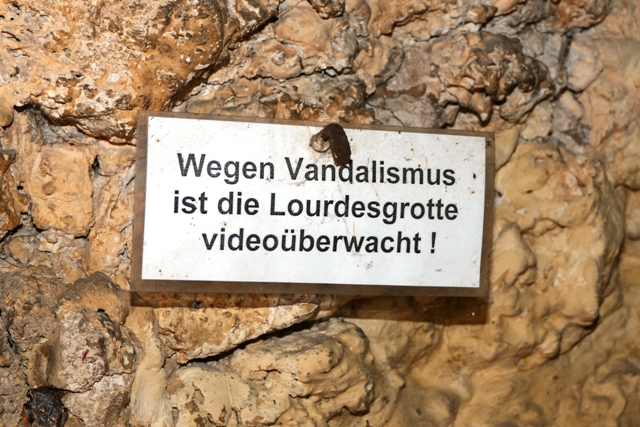 Wegen Vandalismus
ist die Lourdesgrotte
videoüberwacht !